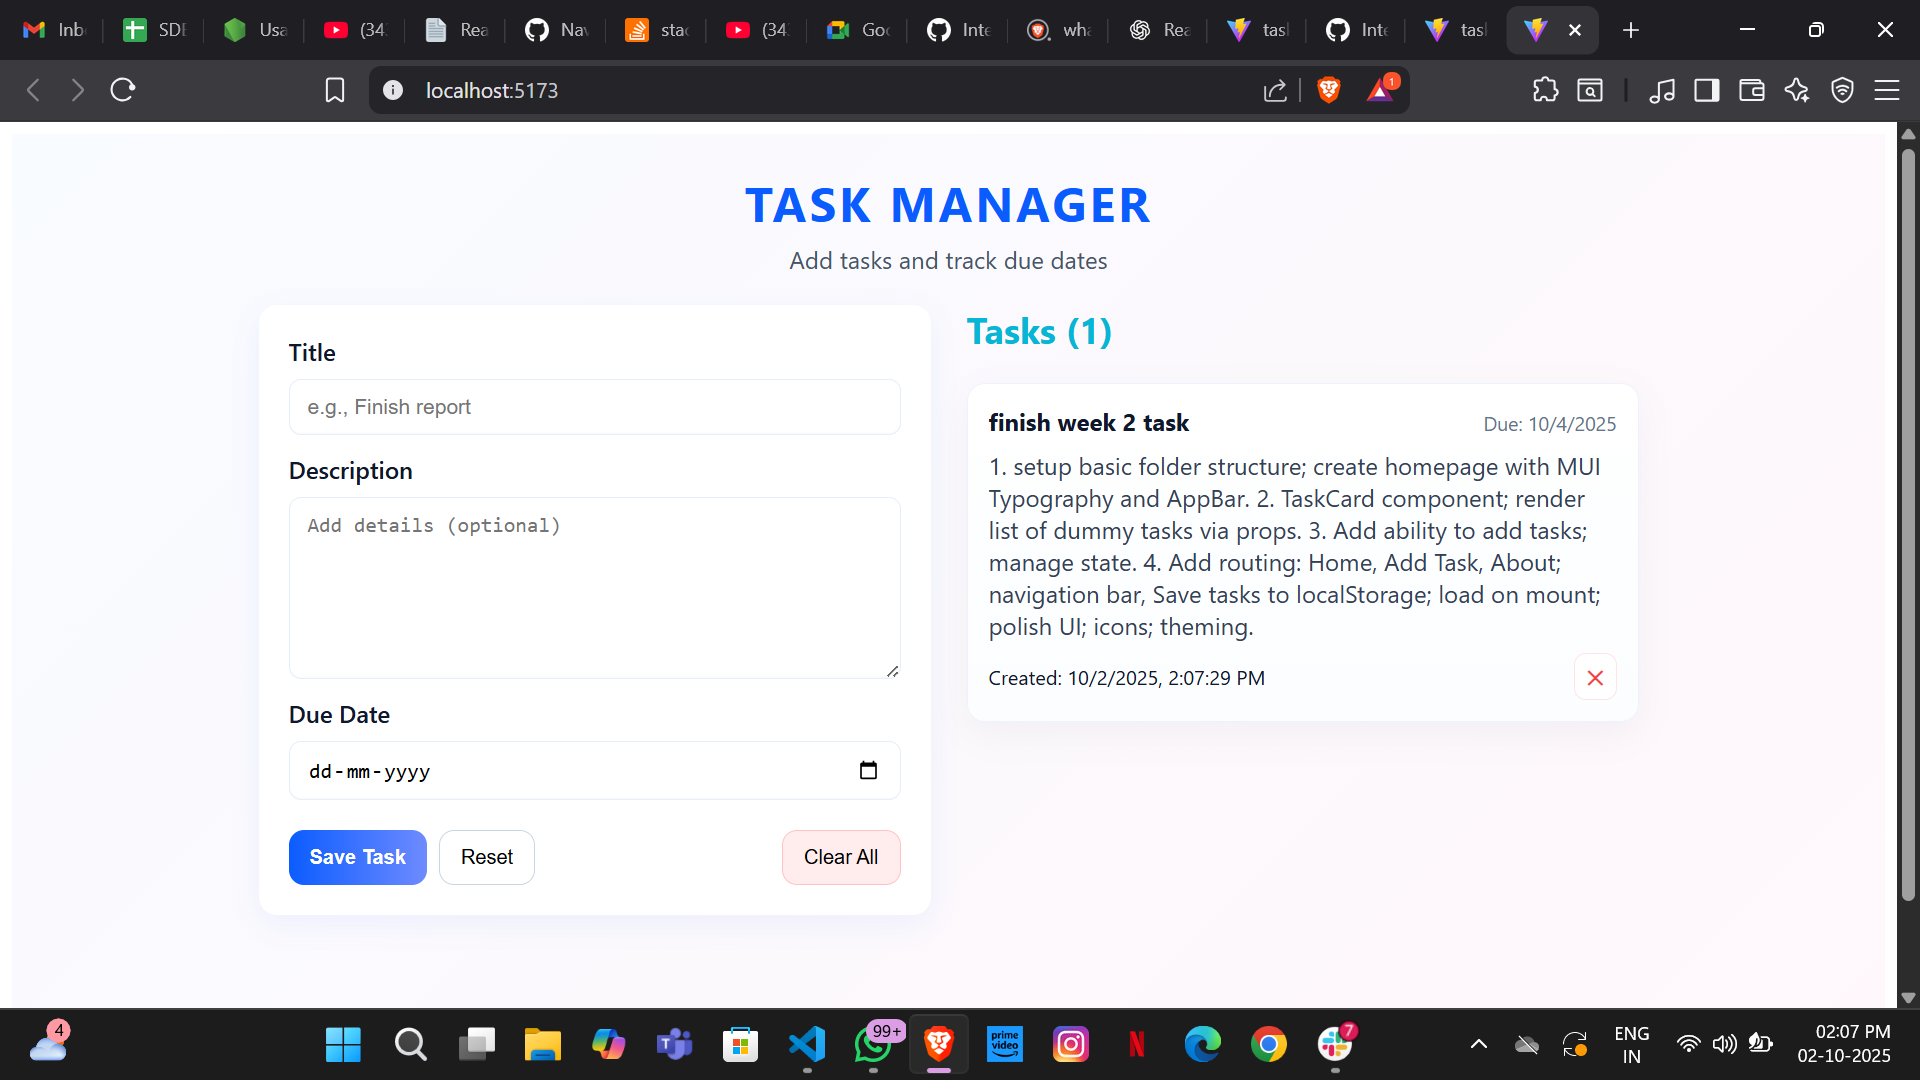 Inb
SDE
Usa
(34
Rea
Nav
stac
(34
Goo
Inte
wha
Rea
tas
Inte
tas
localhost:5173
1
TASK MANAGER
Add tasks and track due dates
Title
e.g., Finish report
Description
Add details (optional)
Due Date
dd-mm-yyyy
Save Task
Reset
Clear All
Tasks (1)
finish week 2 task
Due: 10/4/2025
1. setup basic folder structure; create homepage with MUI
Typography and AppBar. 2. TaskCard component; render
list of dummy tasks via props. 3. Add ability to add tasks;
manage state. 4. Add routing: Home, Add Task, About;
navigation bar, Save tasks to localStorage; load on mount;
polish UI; icons; theming.
Created: 10/2/2025, 2:07:29 PM
4
99+
prime
video
7
ENG
IN
02:07 PM
02-10-2025